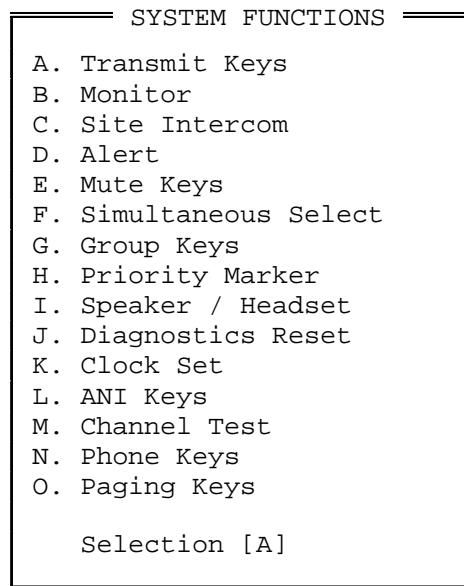 SYSTEM FUNCTIONS
A. Transmit Keys
B. Monitor
C. Site Intercom
D. Alert
E. Mute Keys
F. Simultaneous Select
G. Group Keys
H. Priority Marker
I. Speaker / Headset
J. Diagnostics Reset
K. Clock Set
L. ANI Keys
M. Channel Test
N. Phone Keys
O. Paging Keys
Selection [A]